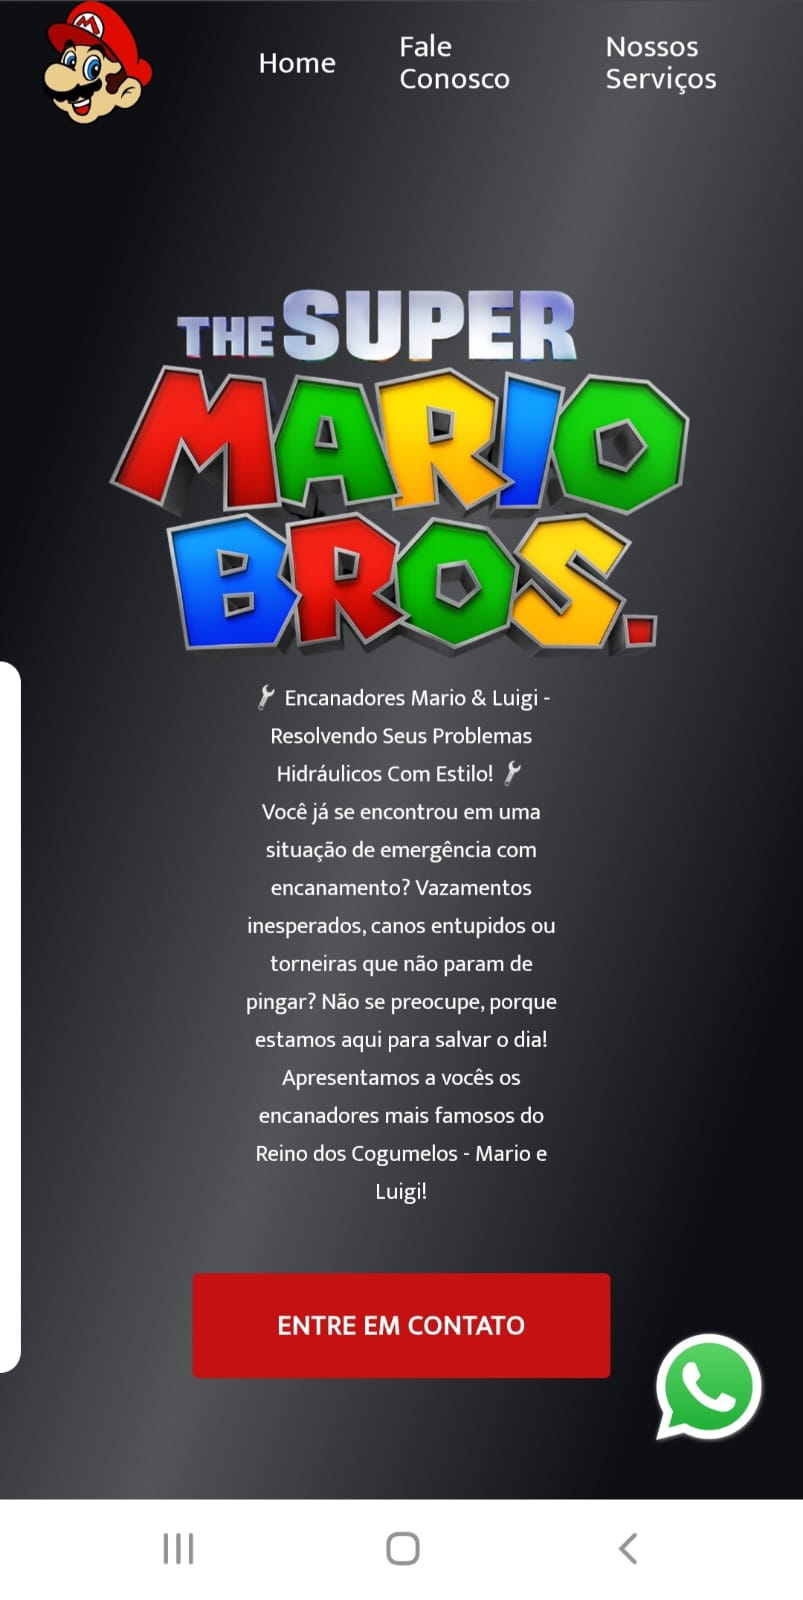 Home
Fale
Conosco
Nossos
Serviços
THE SUPER
MARIO
BROS.
🔧 Encanadores Mario & Luigi -
Resolvendo Seus Problemas
Hidráulicos Com Estilo! 🔧
Você já se encontrou em uma
situação de emergência com
encanamento? Vazamentos
inesperados, canos entupidos ou
torneiras que não param de
pingar? Não se preocupe, porque
estamos aqui para salvar o dia!
Apresentamos a vocês os
encanadores mais famosos do
Reino dos Cogumelos - Mario e
Luigi!
ENTRE EM CONTATO